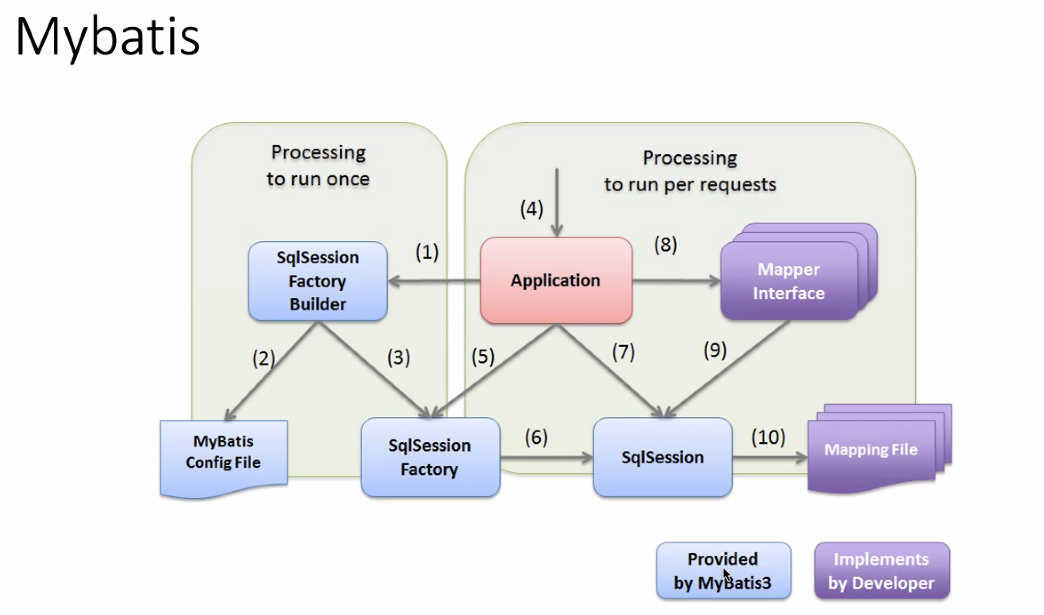 Mybatis
Processing
to run once
Processing
to run per requests
(4)
(1)
(8)
SqlSession
Factory
Builder
Application
Mapper
Interface
(2)
(3)
(5)
(7)
(9)
MyBatis
Config File
SqlSession
Factory
(6)
SqlSession
(10)
Mapping File
Provided
by MyBatis3
Implements
by Developer